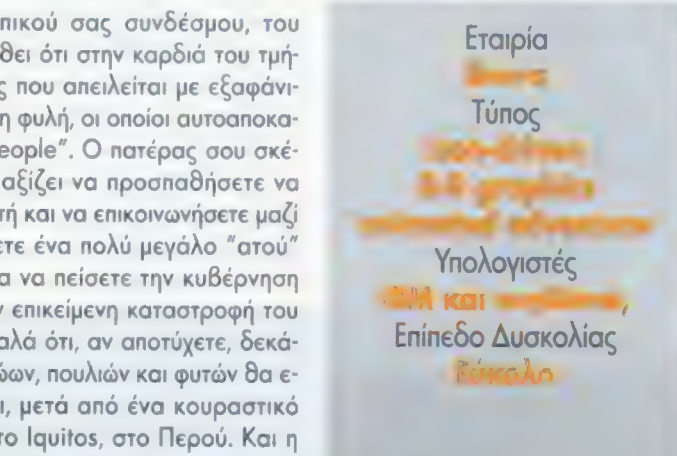 πικού σας συνδέσμου, του
θει ότι στην καρδιά του τμή-
ς που απειλείται με εξαφάνι-
η φυλή, οι οποίοι αυτοαποκα-
eople". Ο πατέρας σου σκέ-
αξίζει να προσπαθήσετε να
τή και να επικοινωνήσετε μαζί
ετε ένα πολύ μεγάλο "ατού"
α να πείσετε την κυβέρνηση
ν επικείμενη καταστροφή του
αλά ότι, αν αποτύχετε, δεκά-
ώων, πουλιών και φυτών θα ε-
ι, μετά από ένα κουραστικό
το Iquitos, στο Περού. Και η
Εταιρία
Τύπος
Υπολογιστές
και
Επίπεδο Δυσκολίας
Εύκολο